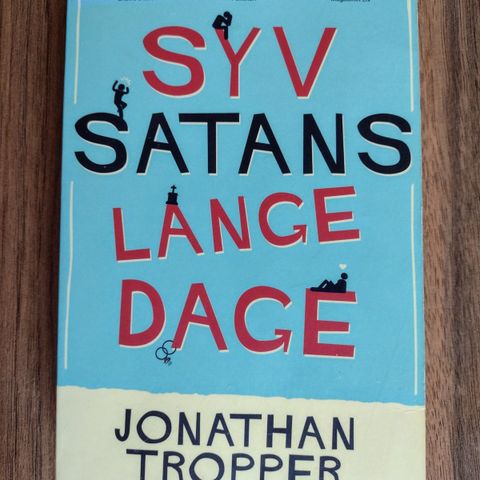 SYV
SATANS
LANGE
DAGE
JONATHAN
TROPPER